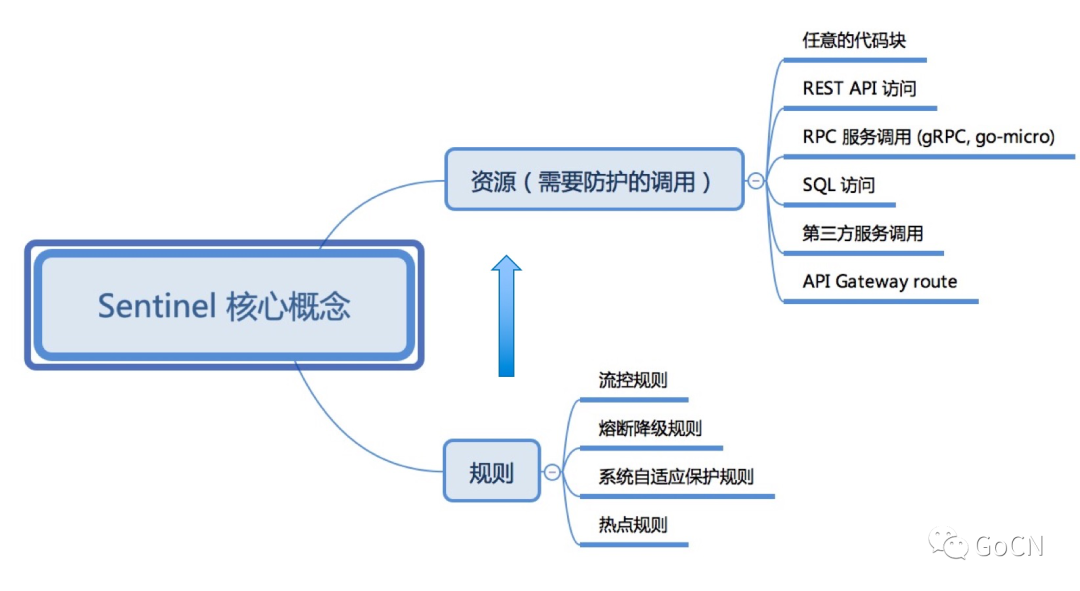 Sentinel 核心概念
资源（需要防护的调用）
任意的代码块
REST API 访问
RPC 服务调用 (gRPC, go-micro)
SQL 访问
第三方服务调用
API Gateway route
规则
流控规则
熔断降级规则
系统自适应保护规则
热点规则
GoCN